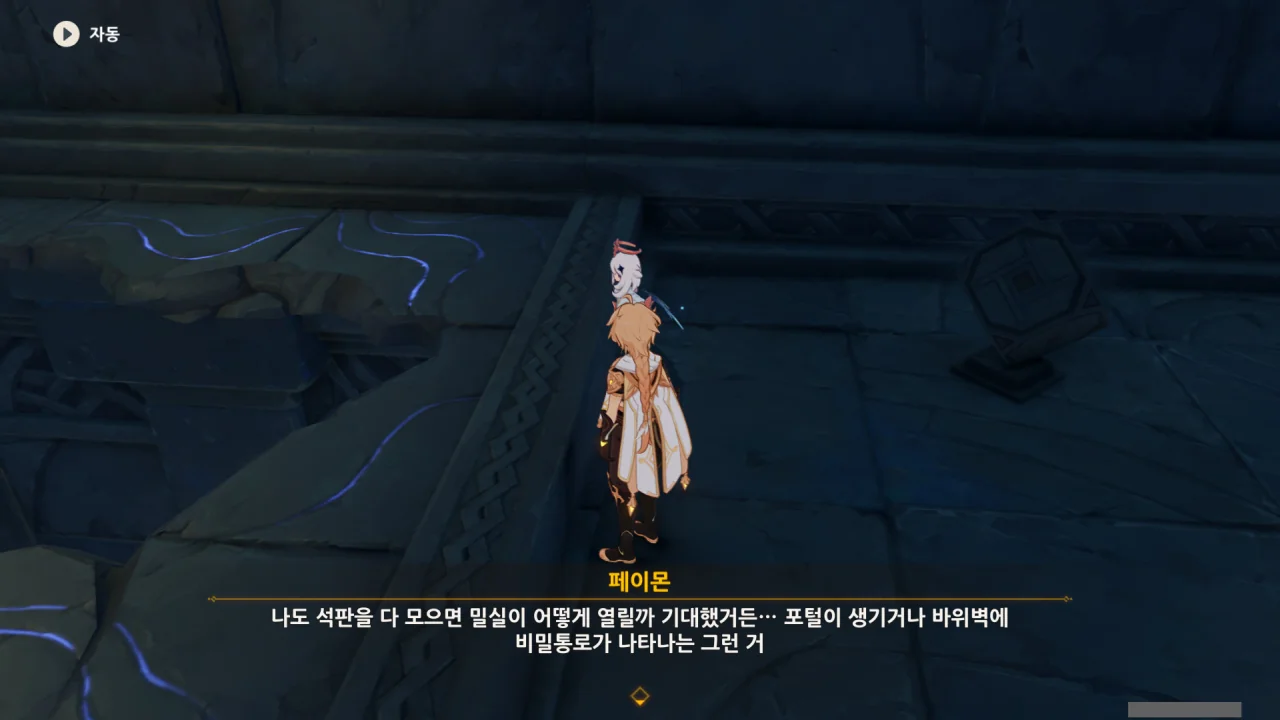 자동
페이몬
나도 석판을 다 모으면 밀실이 어떻게 열릴까 기대했거든… 포털이 생기거나 바위벽에
비밀통로가 나타나는 그런 거